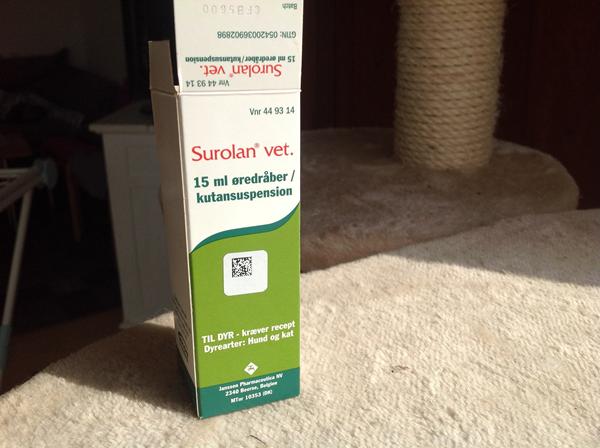 Batch
EFB5600
GTIN: 05420036902898
15 ml øredråber/kutansuspension
Surolan® vet.
Vnr 44 93 14
Vnr 44 93 14
Surolan® vet.
15 ml øredråber /
kutansuspension
TIL DYR - kræver recept
Dyrearter: Hund og kat
Janssen Pharmaceutica NV
2340 Beerse, Belgien
MTnr 10353 (DK)